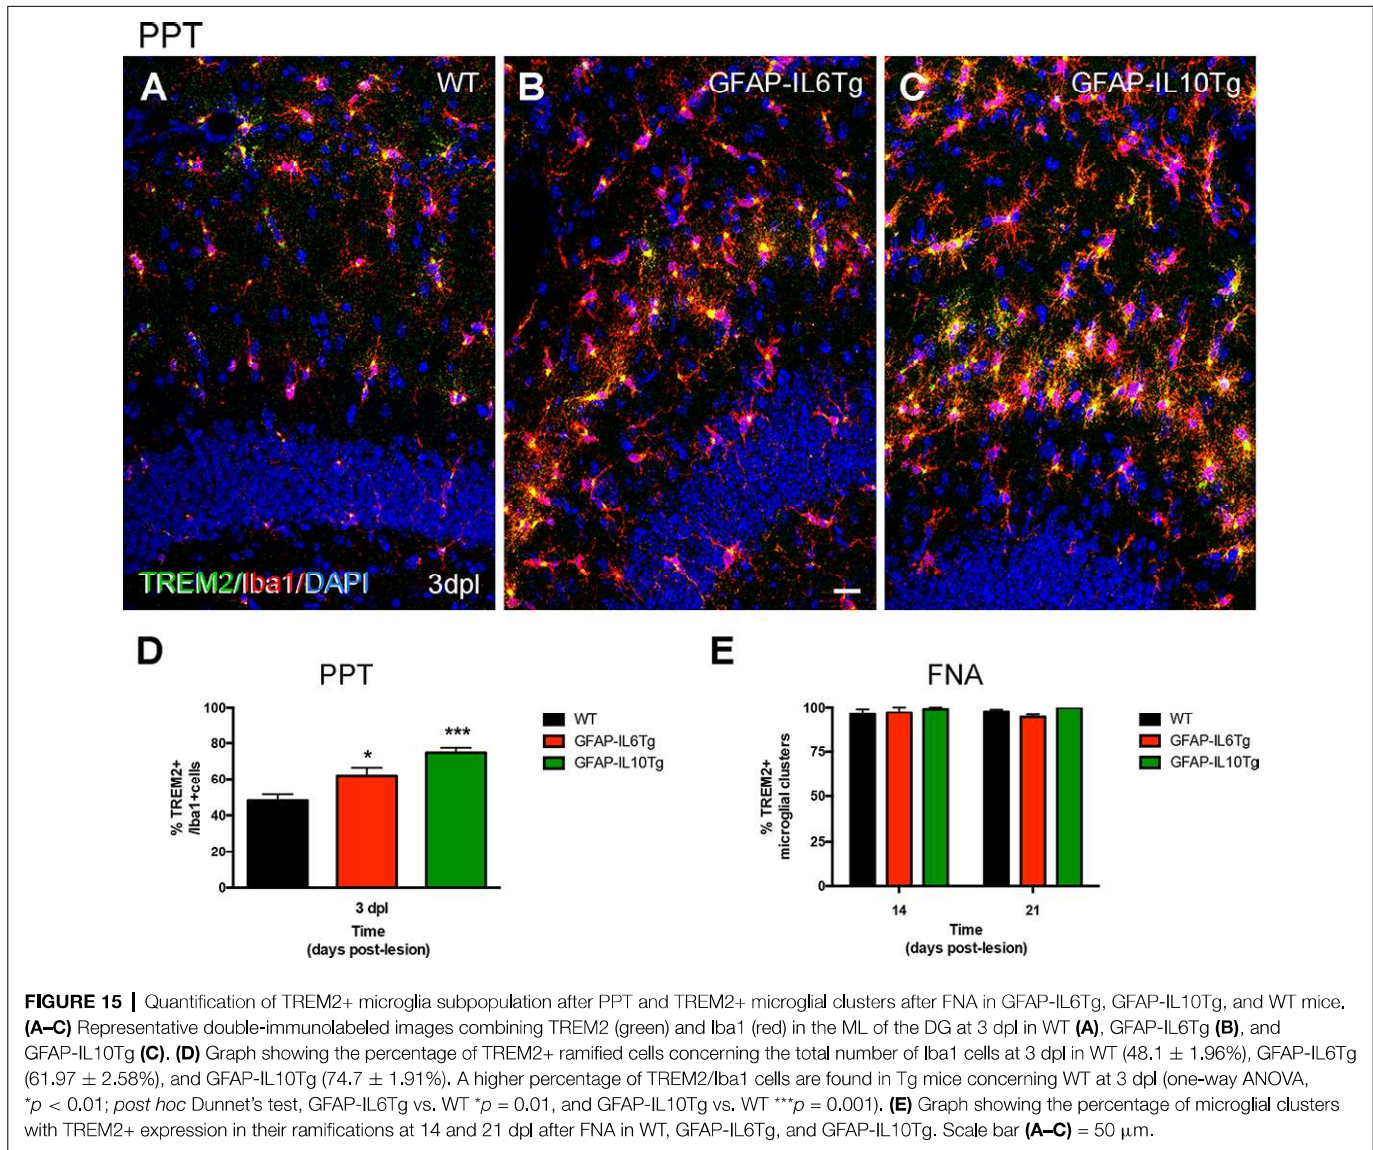 PPT
A
WT
B
GFAP-IL6Tg
C
GFAP-IL10Tg
TREM2/Iba1/DAPI
3dpl
D
PPT
% TREM2+
/Iba1+cells
100
80
60
40
20
0
*
***
3 dpl
Time
(days post-lesion)
WT
GFAP-IL6Tg
GFAP-IL10Tg
E
FNA
% TREM2+
microglial clusters
100
75
50
25
0
14
21
Time
(days post-lesion)
WT
GFAP-IL6Tg
GFAP-IL10Tg
FIGURE 15 | Quantification of TREM2+ microglia subpopulation after PPT and TREM2+ microglial clusters after FNA in GFAP-IL6Tg, GFAP-IL10Tg, and WT mice.
(A–C) Representative double-immunolabeled images combining TREM2 (green) and Iba1 (red) in the ML of the DG at 3 dpl in WT (A), GFAP-IL6Tg (B), and
GFAP-IL10Tg (C). (D) Graph showing the percentage of TREM2+ ramified cells concerning the total number of Iba1 cells at 3 dpl in WT (48.1 ± 1.96%), GFAP-IL6Tg
(61.97 ± 2.58%), and GFAP-IL10Tg (74.7 ± 1.91%). A higher percentage of TREM2/Iba1 cells are found in Tg mice concerning WT at 3 dpl (one-way ANOVA,
*p < 0.01; post hoc Dunnet's test, GFAP-IL6Tg vs. WT *p = 0.01, and GFAP-IL10Tg vs. WT ***p = 0.001). (E) Graph showing the percentage of microglial clusters
with TREM2+ expression in their ramifications at 14 and 21 dpl after FNA in WT, GFAP-IL6Tg, and GFAP-IL10Tg. Scale bar (A–C) = 50 μm.